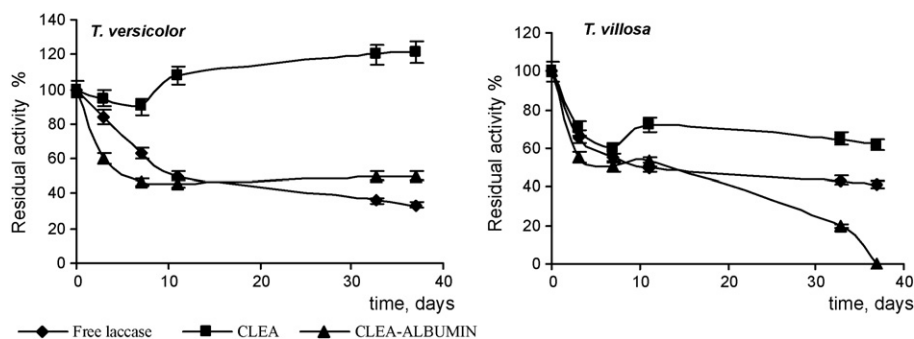 T. versicolor
Residual activity %
140
120
100
80
60
40
20
0
0 10 20 30 40
time, days
T. villosa
Residual activity %
120
100
80
60
40
20
0
0 10 20 30 40
time, days
Free laccase CLEA CLEA-ALBUMIN